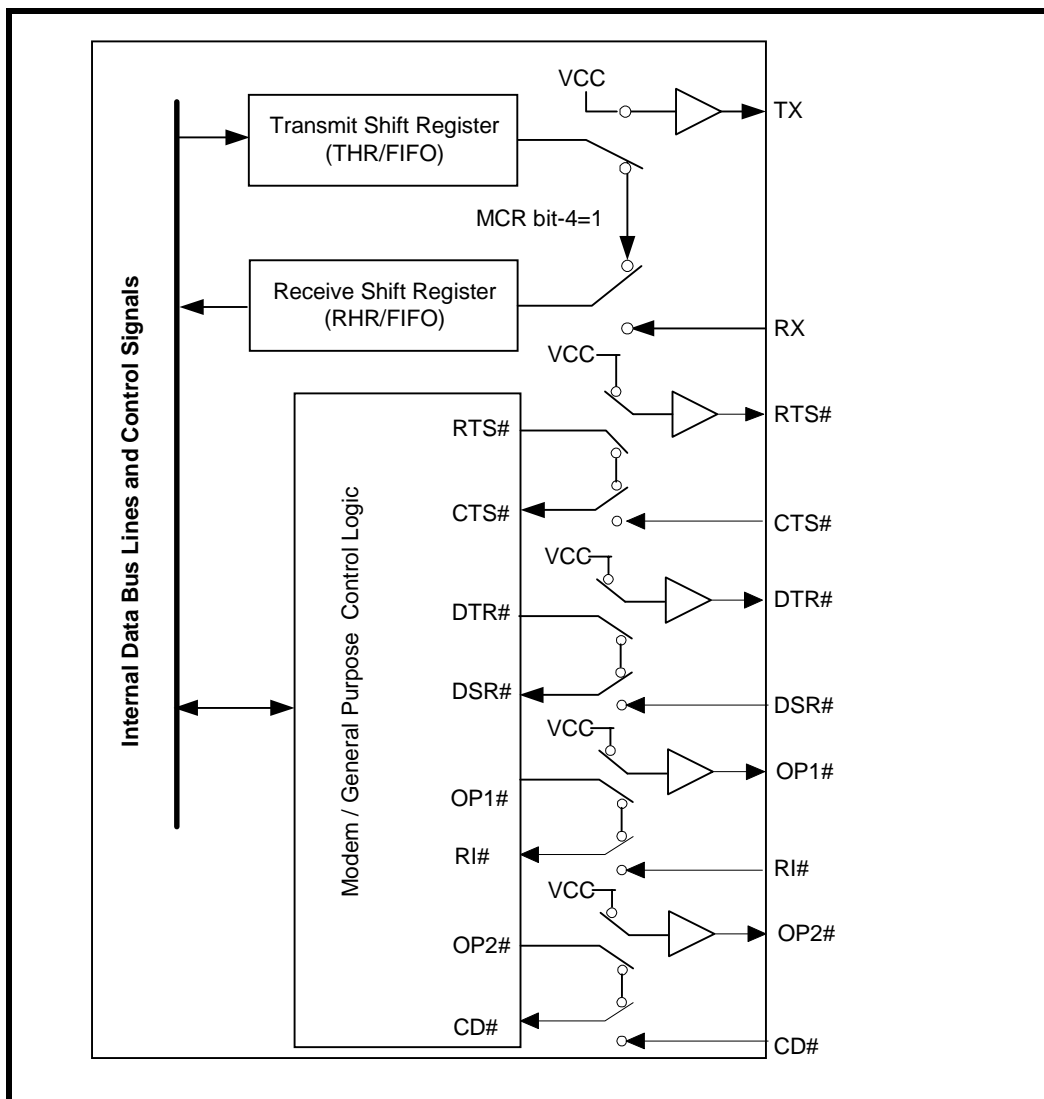 VCC
TX
Transmit Shift Register
(THR/FIFO)
MCR bit-4=1
Receive Shift Register
(RHR/FIFO)
RX
VCC
RTS#
RTS#
CTS#
CTS#
VCC
DTR#
DTR#
DSR#
DSR#
VCC
OP1#
OP1#
RI#
RI#
VCC
OP2#
OP2#
CD#
CD#
Internal Data Bus Lines and Control Signals
Modem / General Purpose Control Logic